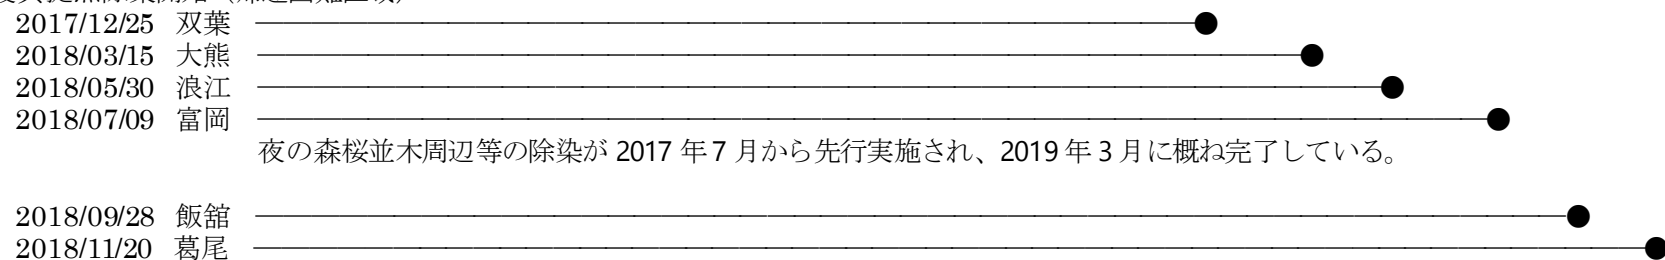 2017/12/25 双葉
2018/03/15 大熊
2018/05/30 浪江
2018/07/09 富岡
夜の森桜並木周辺等の除染が 2017 年 7 月から先行実施され、2019 年 3 月に概ね完了している。
2018/09/28 飯舘
2018/11/20 葛尾